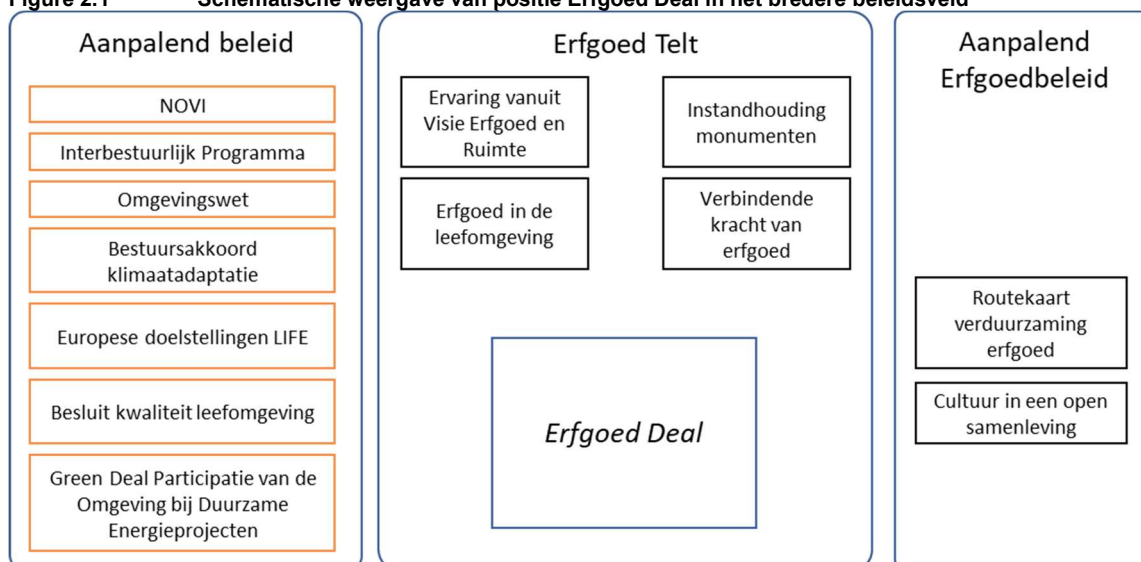 Figure 2.1 Schematische weergave van positie Erfgoed Deal in het bredere beleidsveld
Aanpalend beleid
NOVI
Interbestuurlijk Programma
Omgevingswet
Bestuursakkoord
klimaatadaptatie
Europese doelstellingen LIFE
Besluit kwaliteit leefomgeving
Green Deal Participatie van de
Omgeving bij Duurzame
Energieprojecten
Erfgoed Telt
Ervaring vanuit
Visie Erfgoed en
Ruimte
Instandhouding
monumenten
Erfgoed in de
leefomgeving
Verbindende
kracht van
erfgoed
Erfgoed Deal
Aanpalend
Erfgoedbeleid
Routekaart
verduurzaming
erfgoed
Cultuur in een open
samenleving